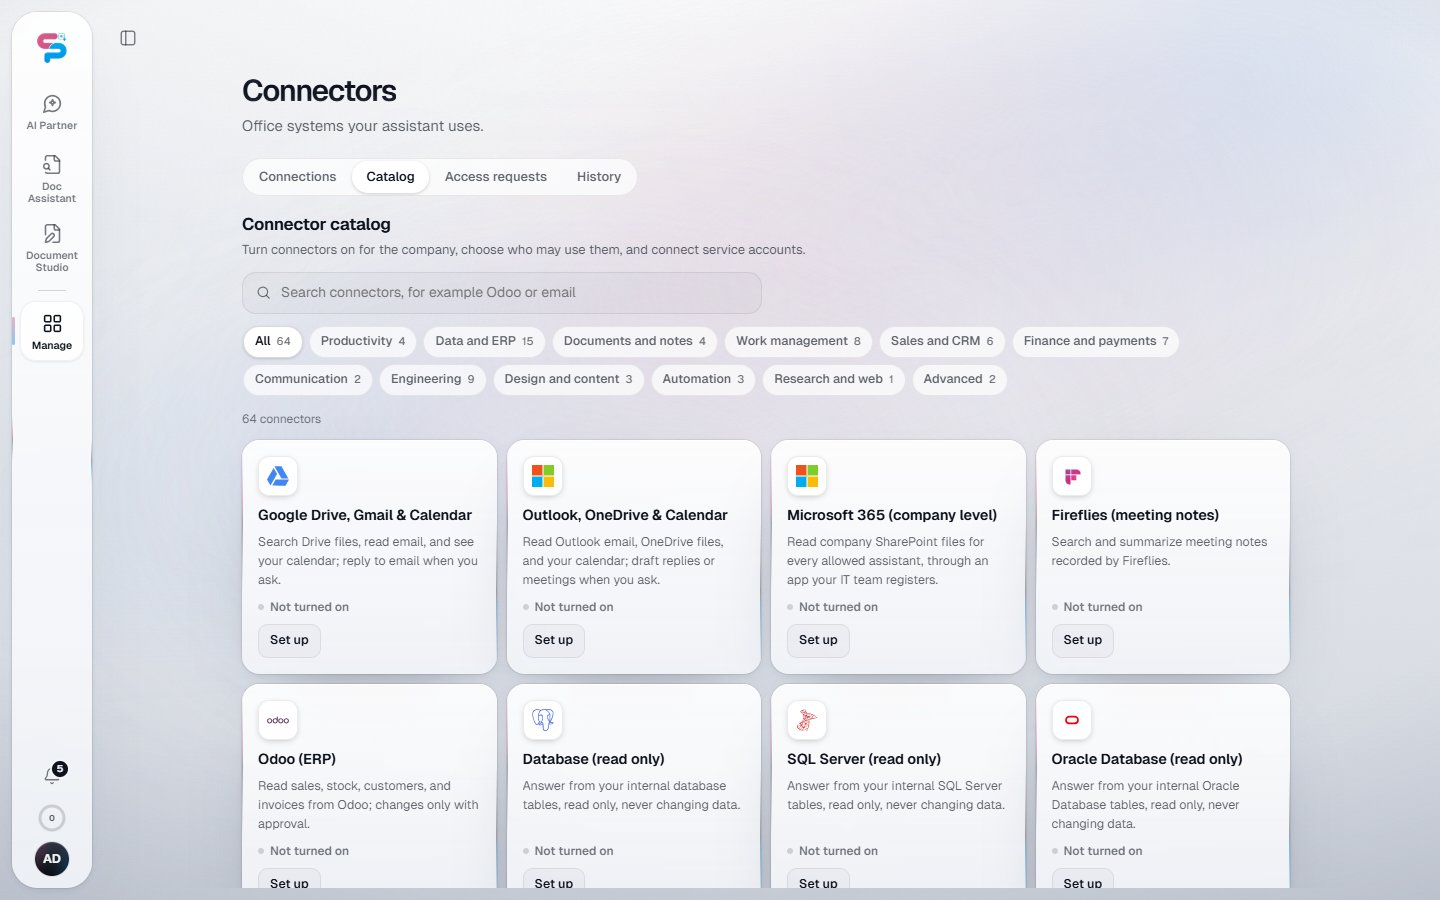 AI Partner
Doc
Assistant
Document
Studio
Manage
5
0
AD
Connectors
Office systems your assistant uses.
Connections Catalog Access requests History
Connector catalog
Turn connectors on for the company, choose who may use them, and connect service accounts.
Search connectors, for example Odoo or email
All 64 Productivity 4 Data and ERP 15 Documents and notes 4 Work management 8 Sales and CRM 6 Finance and payments 7
Communication 2 Engineering 9 Design and content 3 Automation 3 Research and web 1 Advanced 2
64 connectors
Google Drive, Gmail & Calendar
Search Drive files, read email, and see
your calendar; reply to email when you
ask.
Not turned on
Set up
Outlook, OneDrive & Calendar
Read Outlook email, OneDrive files,
and your calendar; draft replies or
meetings when you ask.
Not turned on
Set up
Microsoft 365 (company level)
Read company SharePoint files for
every allowed assistant, through an
app your IT team registers.
Not turned on
Set up
Fireflies (meeting notes)
Search and summarize meeting notes
recorded by Fireflies.
Not turned on
Set up
odoo
Odoo (ERP)
Read sales, stock, customers, and
invoices from Odoo; changes only with
approval.
Not turned on
Set up
Database (read only)
Answer from your internal database
tables, read only, never changing data.
Not turned on
Set up
SQL Server (read only)
Answer from your internal SQL Server
tables, read only, never changing data.
Not turned on
Set up
Oracle Database (read only)
Answer from your internal Oracle
Database tables, read only, never
changing data.
Not turned on
Set up